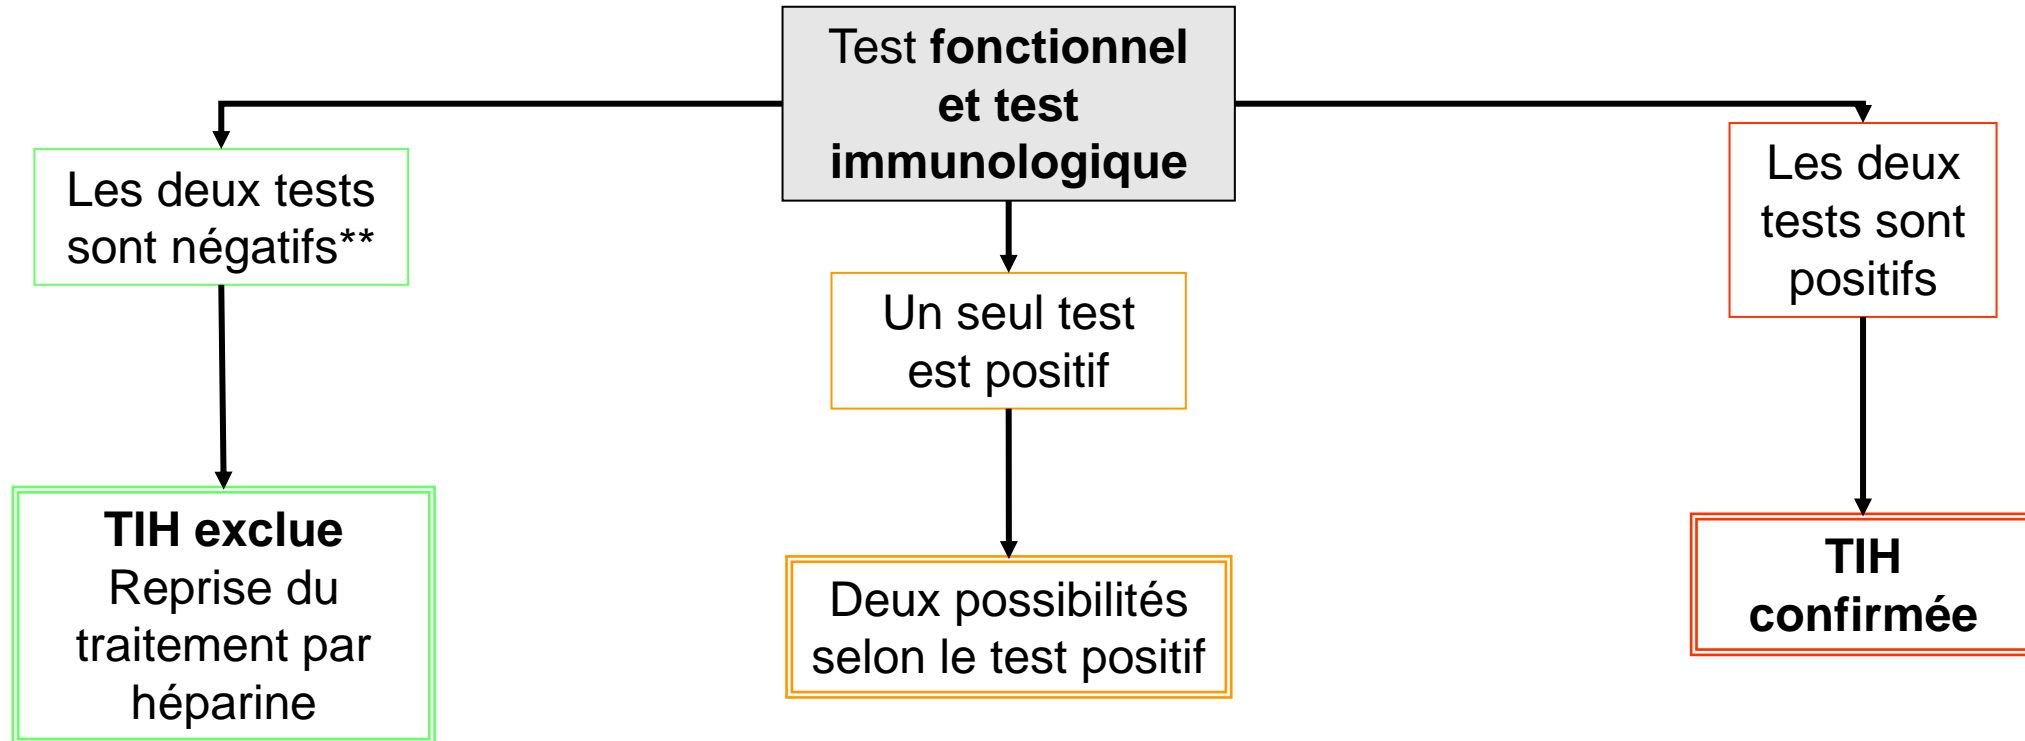 Test fonctionnel
et test
immunologique
Les deux tests
sont négatifs**
Un seul test
est positif
Les deux
tests sont
positifs
TIH exclue
Reprise du
traitement par
héparine
Deux possibilités
selon le test positif
TIH
confirmée